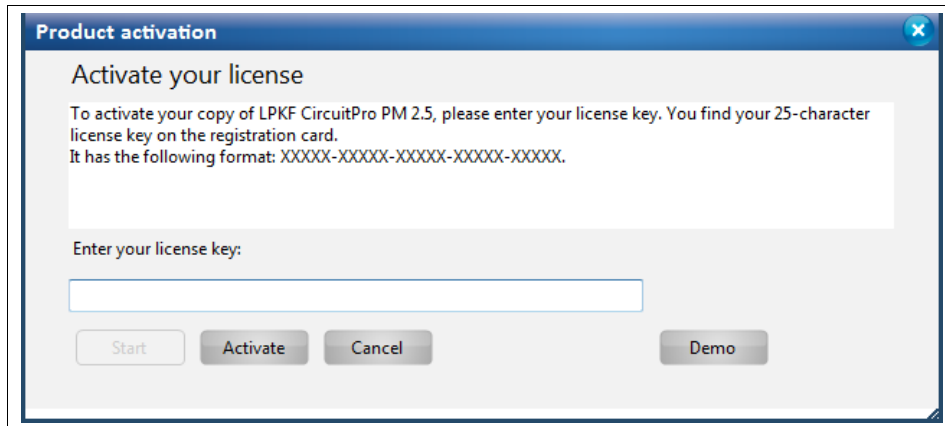 Product activation
Activate your license
To activate your copy of LPKF CircuitPro PM 2.5, please enter your license key. You find your 25-character
license key on the registration card.
It has the following format: XXXXX-XXXXX-XXXXX-XXXXX-XXXXX.
Enter your license key:
Start Activate Cancel Demo